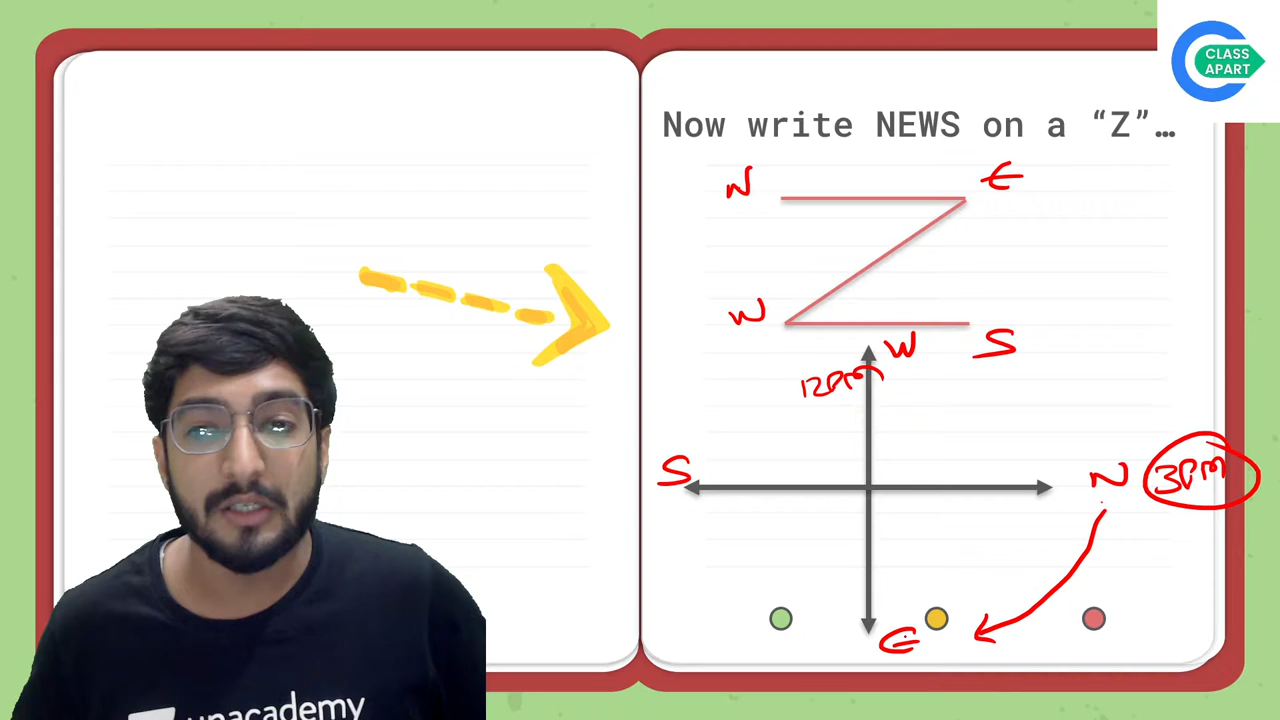 CLASS
APART
Now write NEWS on a “Z”…
N E
W S
W
12PM
S N 3PM
E
unacademy